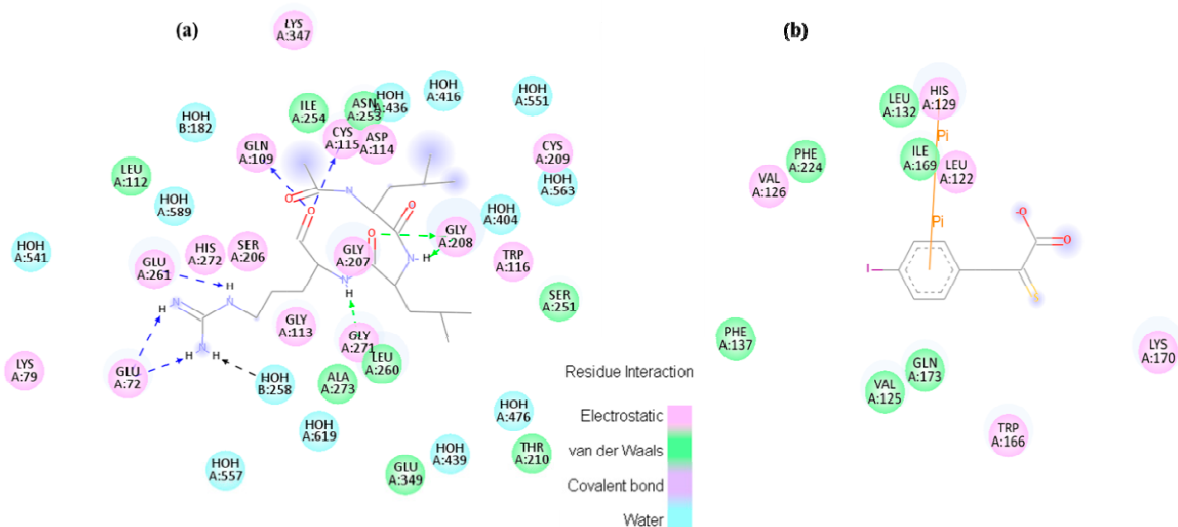 (a)
LYS
A:347
HOH
B:182
ILE
A:254
ASN
A:253
HOH
A:436
HOH
A:416
HOH
A:551
GLN
A:109
CYS
A:115
ASP
A:114
CYS
A:209
HOH
A:563
LEU
A:112
HOH
A:589
HOH
A:404
O
N
O
O
O
HOH
A:541
GLU
A:261
HIS
A:272
SER
A:206
GLY
A:207
GLY
A:208
N
H
TRP
A:116
SER
A:251
H
N
N
H
H
N
GLY
A:113
GLY
A:271
LEU
A:260
LYS
A:79
GLU
A:72
H
N
H
HOH
B:258
ALA
A:273
HOH
A:619
HOH
A:476
HOH
A:557
GLU
A:349
HOH
A:439
THR
A:210
Residue Interaction
Electrostatic
van der Waals
Covalent bond
Water
(b)
LEU
A:132
HIS
A:129
Pi
PHE
A:224
ILE
A:169
LEU
A:122
VAL
A:126
Pi
-O
O
I
S
PHE
A:137
LYS
A:170
VAL
A:125
GLN
A:173
TRP
A:166